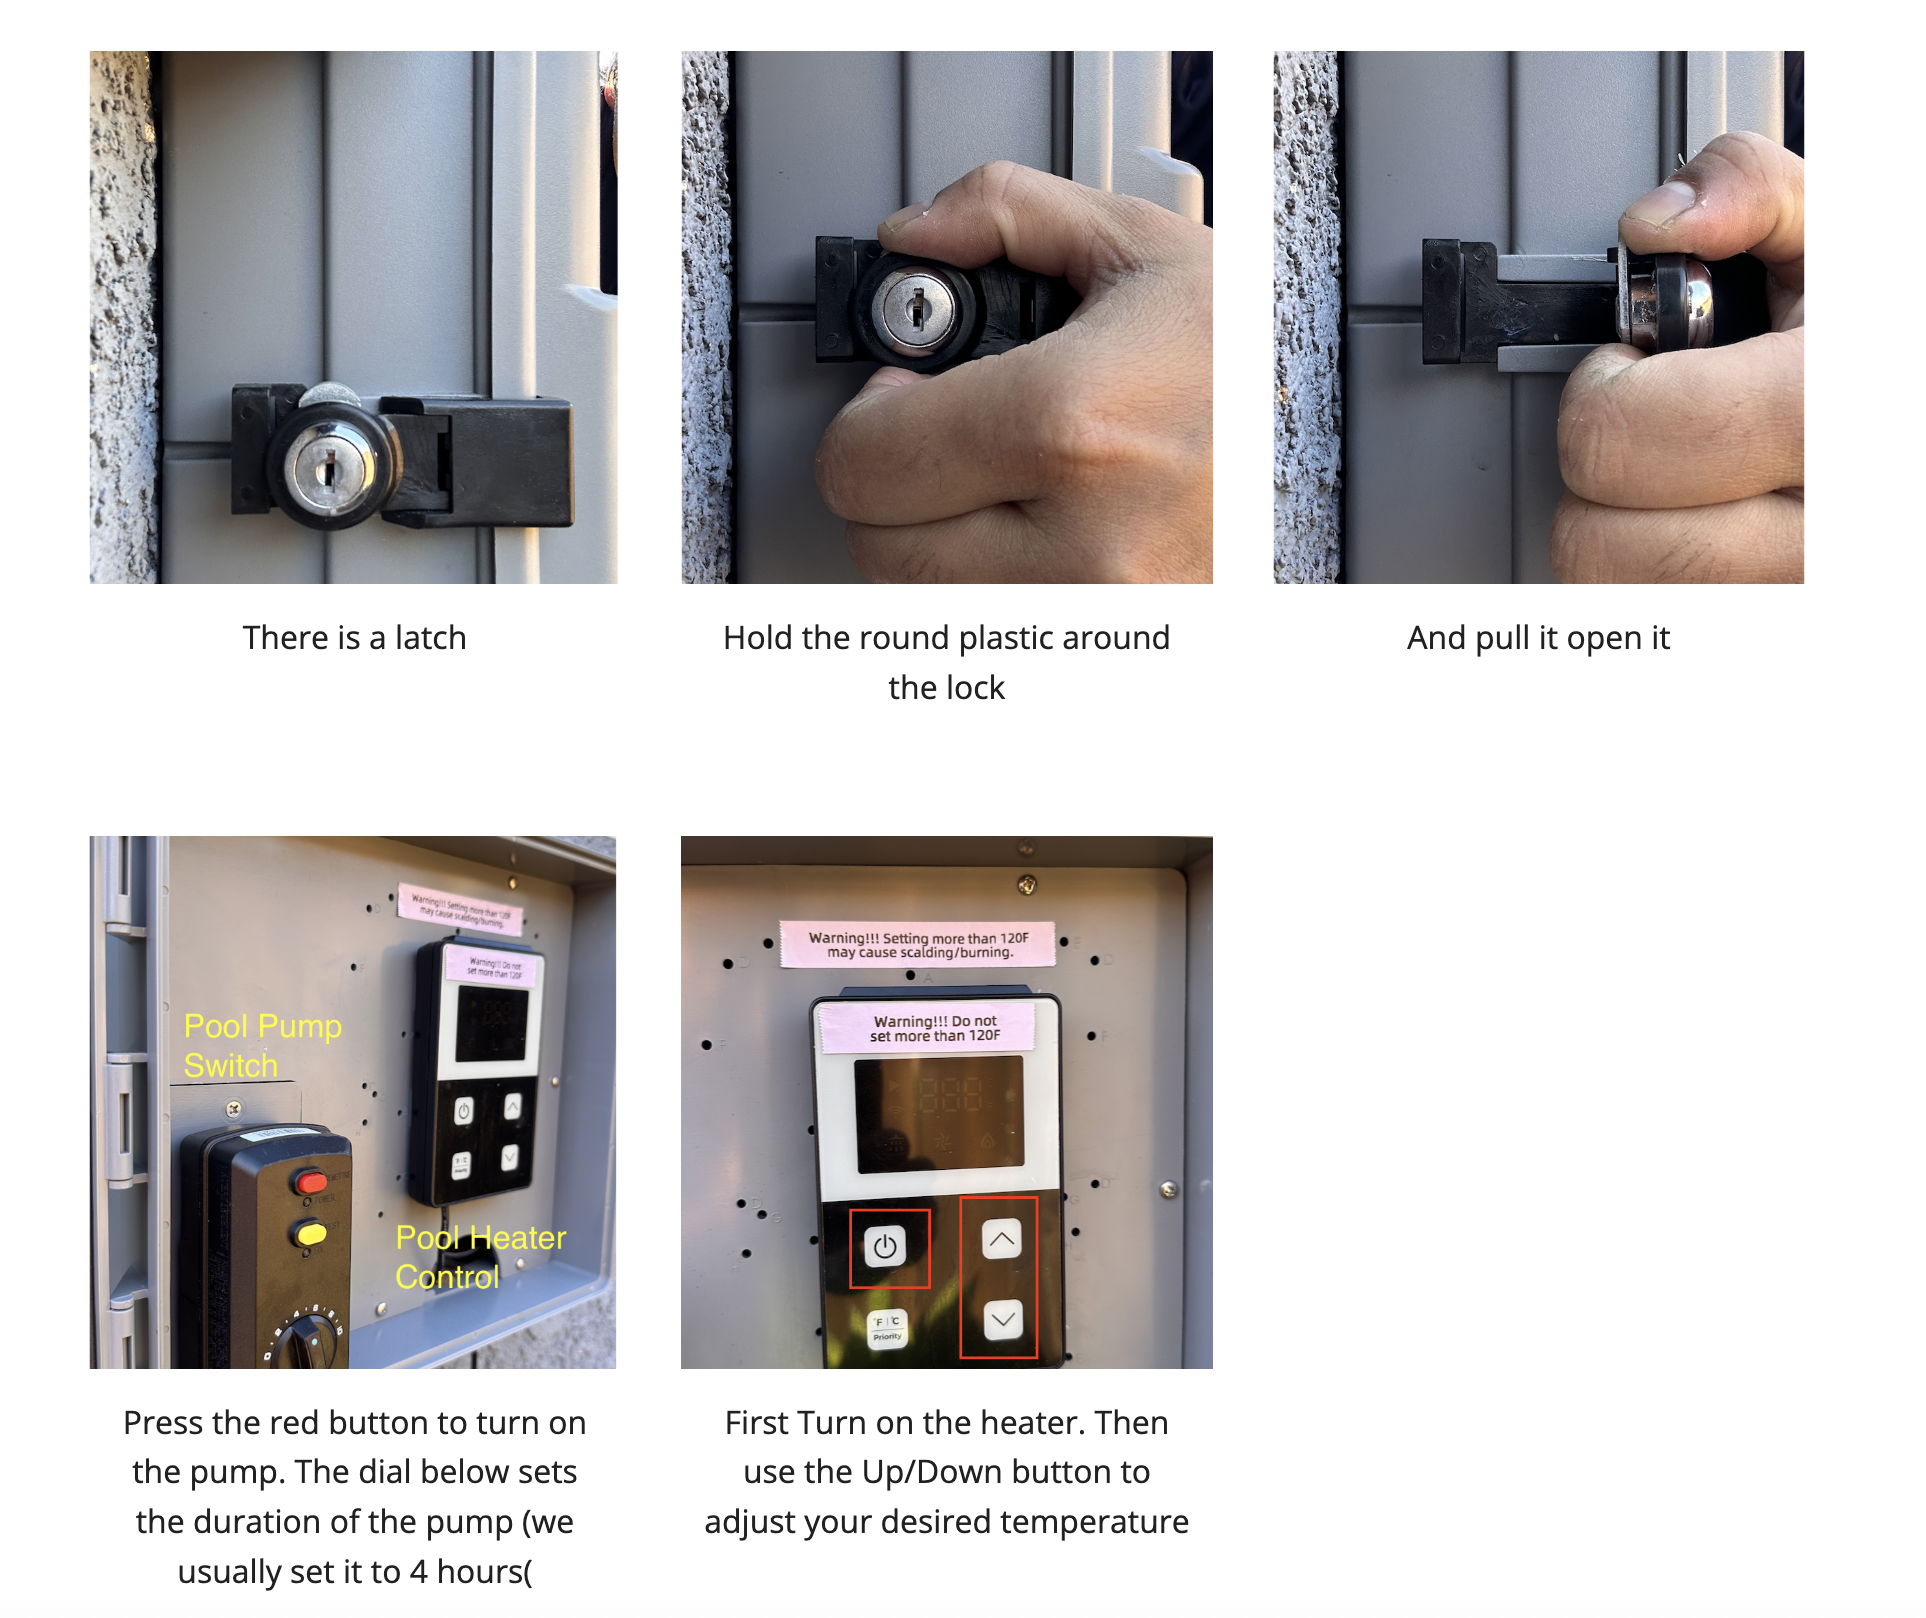 There is a latch
Hold the round plastic around
the lock
And pull it open it
Warning!!! Setting more than 120F
may cause scalding/burning.
Warning!!! Do not
set more than 120F
Pool Pump
Switch
°F | °C
Priority
Pool Heater
Control
Warning!!! Setting more than 120F
may cause scalding/burning.
Warning!!! Do not
set more than 120F
°F | °C
Priority
Press the red button to turn on
the pump. The dial below sets
the duration of the pump (we
usually set it to 4 hours(
First Turn on the heater. Then
use the Up/Down button to
adjust your desired temperature